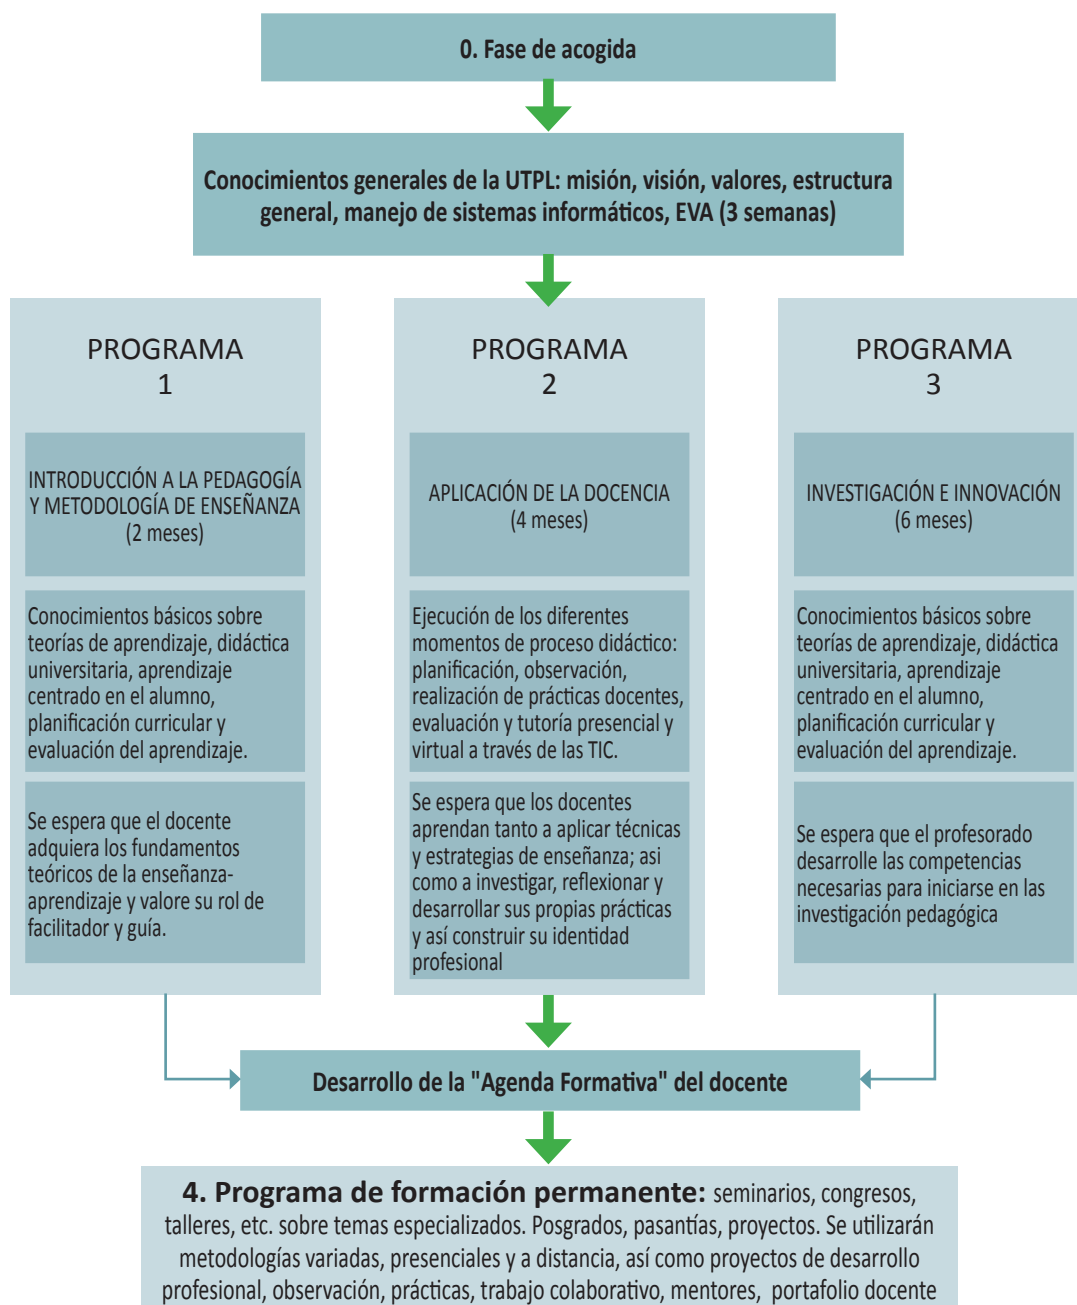 0. Fase de acogida
Conocimientos generales de la UTPL: misión, visión, valores, estructura
general, manejo de sistemas informáticos, EVA (3 semanas)
PROGRAMA
1
INTRODUCCIÓN A LA PEDAGOGÍA
Y METODOLOGÍA DE ENSEÑANZA
(2 meses)
Conocimientos básicos sobre
teorías de aprendizaje, didáctica
universitaria, aprendizaje
centrado en el alumno,
planificación curricular y
evaluación del aprendizaje.
Se espera que el docente
adquiera los fundamentos
teóricos de la enseñanza-
aprendizaje y valore su rol de
facilitador y guía.
PROGRAMA
2
APLICACIÓN DE LA DOCENCIA
(4 meses)
Ejecución de los diferentes
momentos de proceso didáctico:
planificación, observación,
realización de prácticas docentes,
evaluación y tutoría presencial y
virtual a través de las TIC.
Se espera que los docentes
aprendan tanto a aplicar técnicas
y estrategias de enseñanza; asi
como a investigar, reflexionar y
desarrollar sus propias prácticas
y así construir su identidad
profesional
PROGRAMA
3
INVESTIGACIÓN E INNOVACIÓN
(6 meses)
Conocimientos básicos sobre
teorías de aprendizaje, didáctica
universitaria, aprendizaje
centrado en el alumno,
planificación curricular y
evaluación del aprendizaje.
Se espera que el profesorado
desarrolle las competencias
necesarias para iniciarse en las
investigación pedagógica
Desarrollo de la "Agenda Formativa" del docente
4. Programa de formación permanente: seminarios, congresos,
talleres, etc. sobre temas especializados. Posgrados, pasantías, proyectos. Se utilizarán
metodologías variadas, presenciales y a distancia, así como proyectos de desarrollo
profesional, observación, prácticas, trabajo colaborativo, mentores, portafolio docente